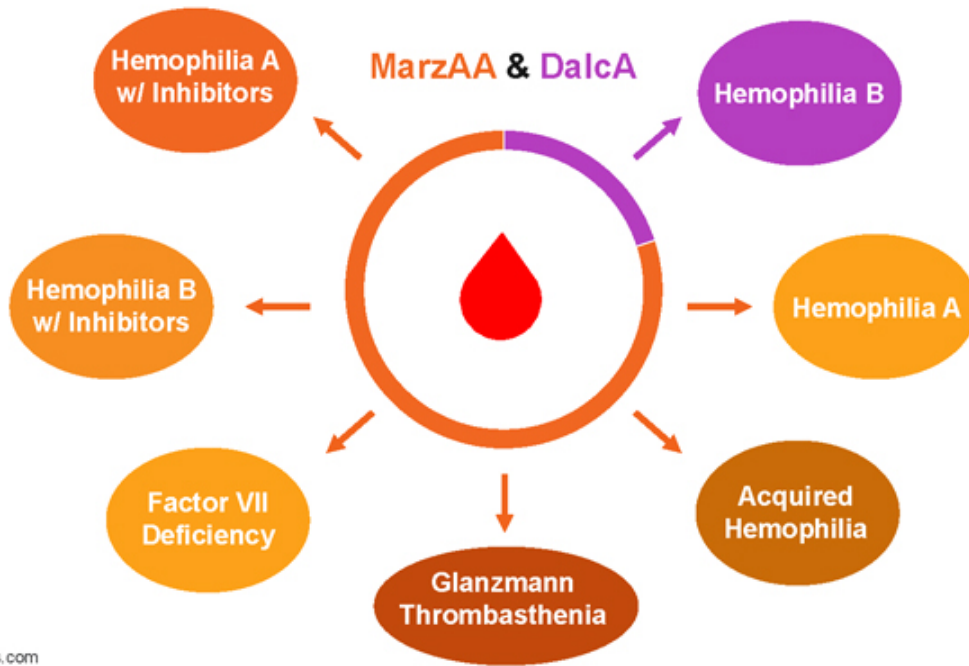 MarzAA & DalcA
Hemophilia A
w/ Inhibitors
Hemophilia B
Hemophilia B
w/ Inhibitors
Hemophilia A
Factor VII
Deficiency
Acquired
Hemophilia
Glanzmann
Thrombasthenia
.com